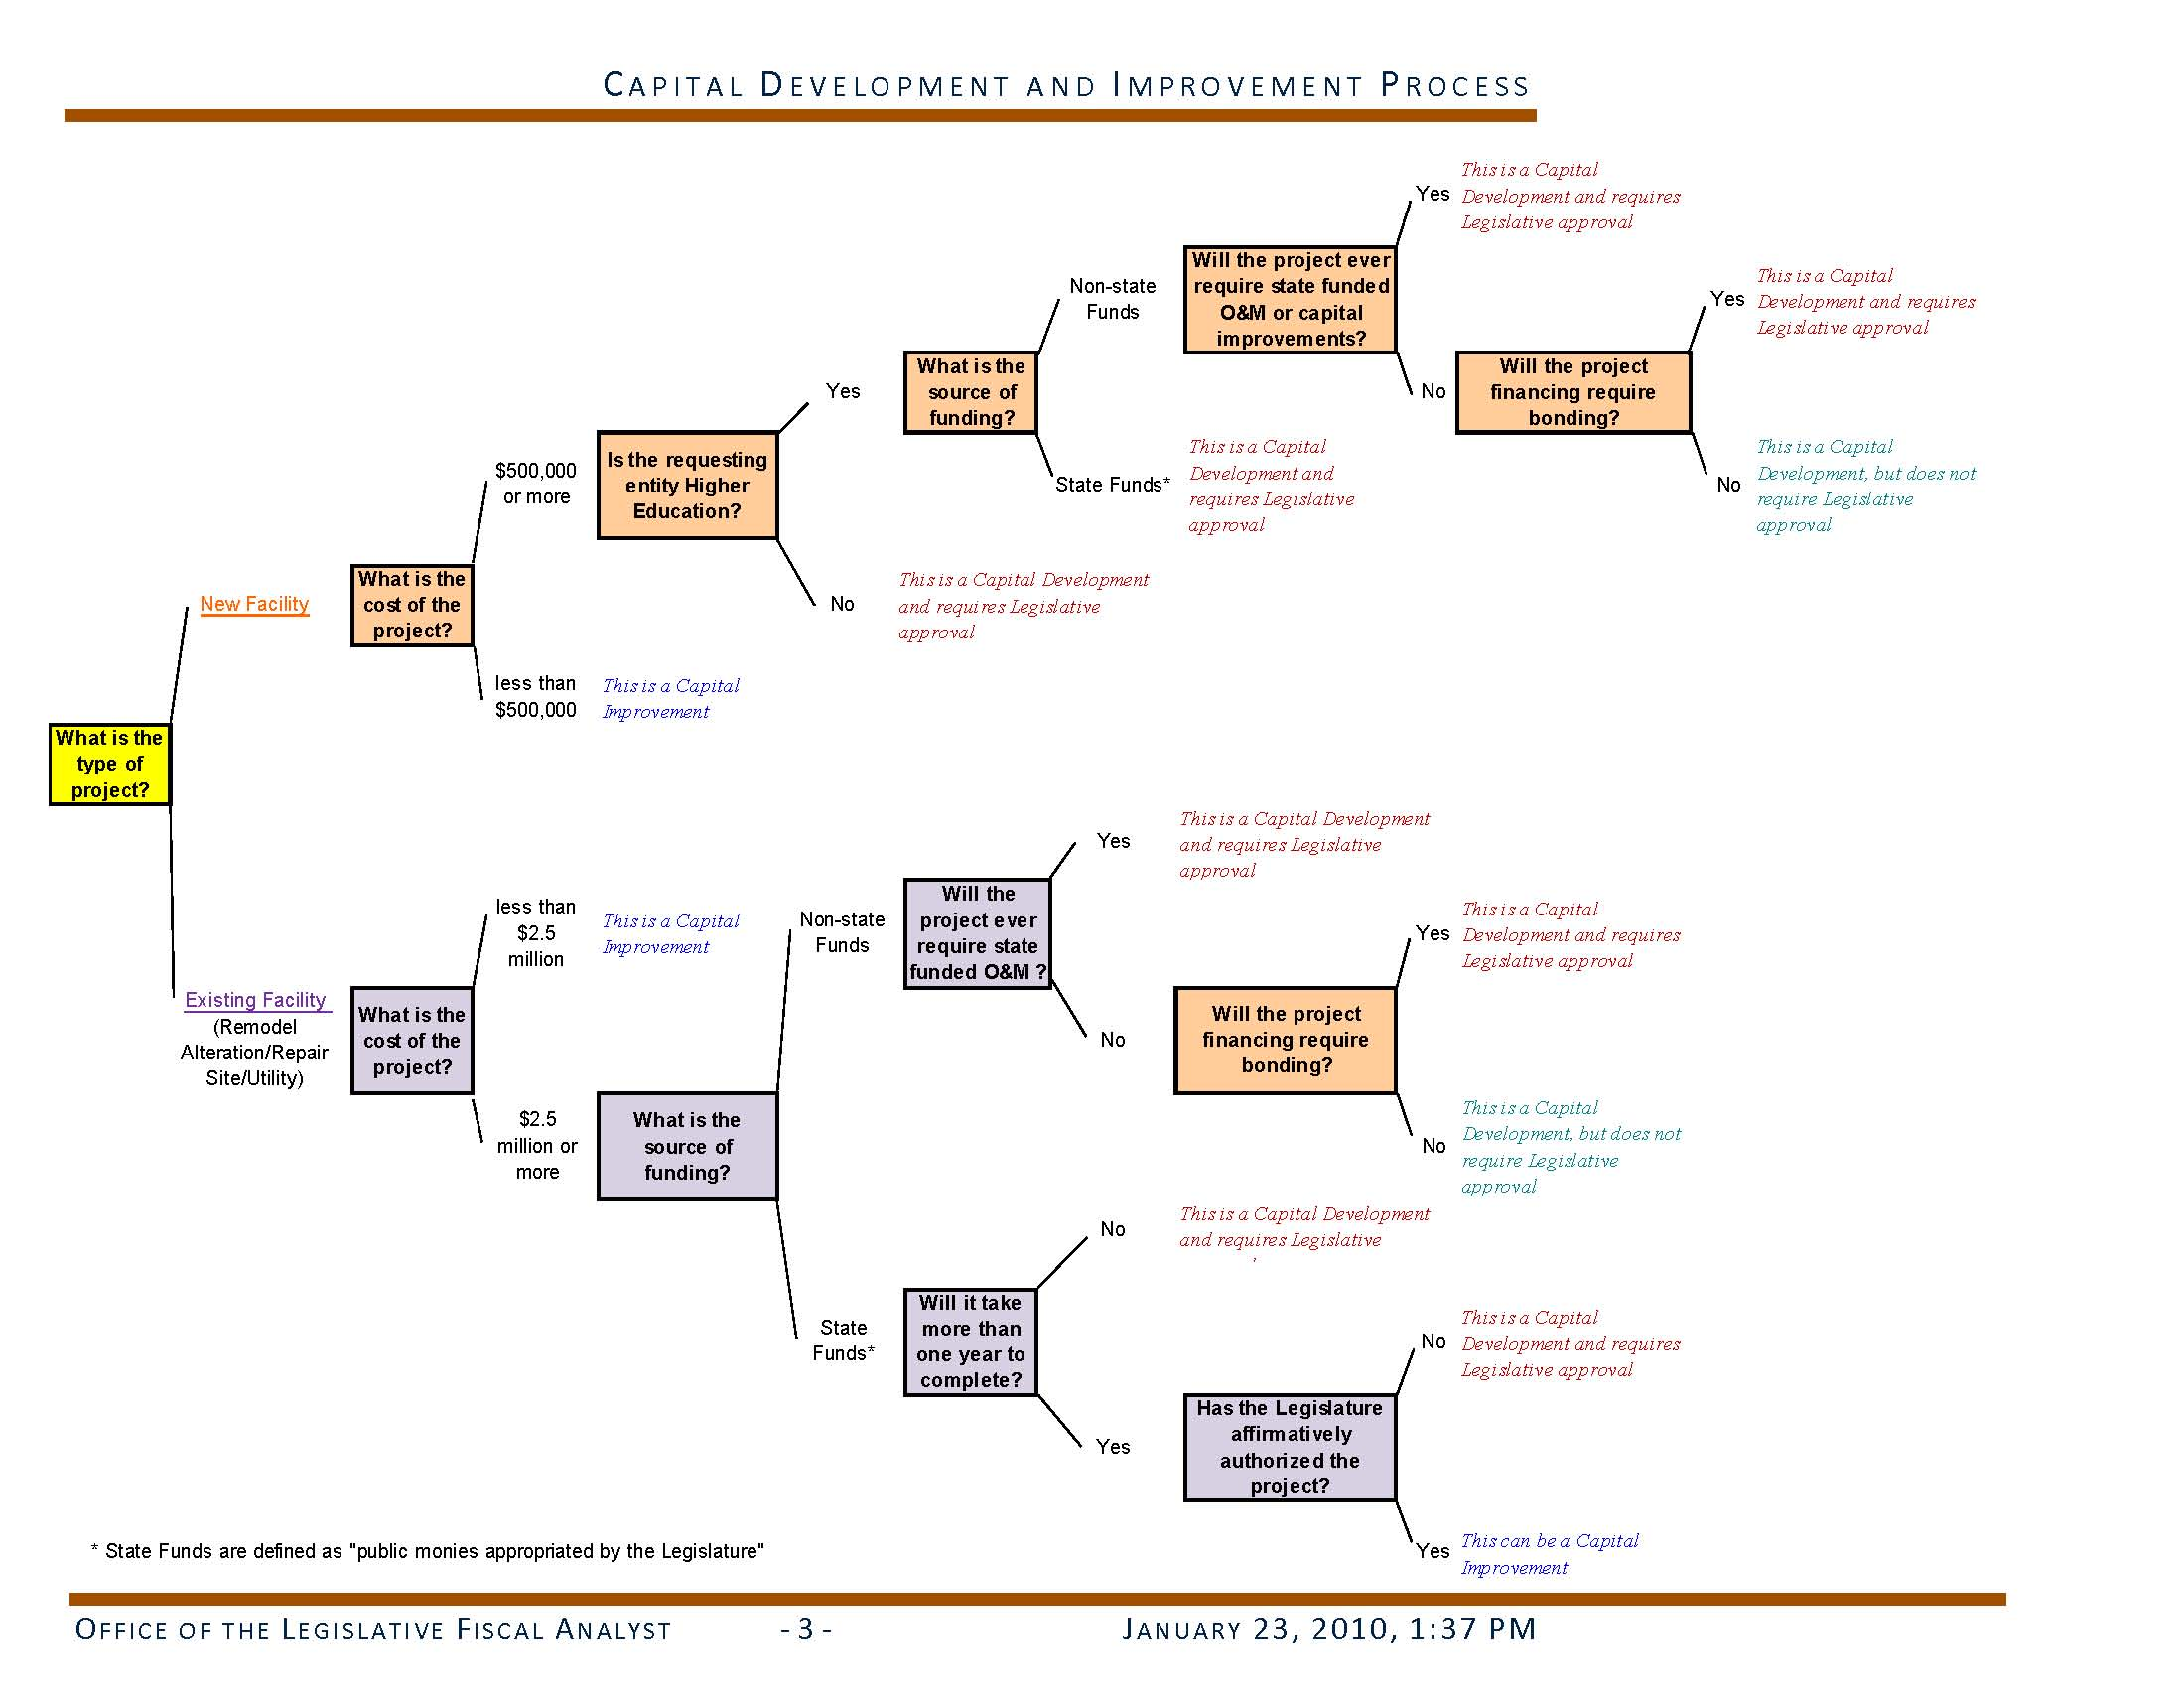 CAPITAL DEVELOPMENT AND IMPROVEMENT PROCESS
Yes
This is a Capital
Development and requires
Legislative approval
Will the project ever
require state funded
O&M or capital
improvements?
Non-state
Funds
Yes
This is a Capital
Development and requires
Legislative approval
What is the
source of
funding?
No
Will the project
financing require
bonding?
Yes
State Funds*
This is a Capital
Development and
requires Legislative
approval
No
This is a Capital
Development, but does not
require Legislative
approval
$500,000
or more
Is the requesting
entity Higher
Education?
No
This is a Capital Development
and requires Legislative
approval
New Facility
What is the
cost of the
project?
less than
$500,000
This is a Capital
Improvement
What is the
type of
project?
Yes
This is a Capital Development
and requires Legislative
approval
less than
$2.5
million
This is a Capital
Improvement
Non-state
Funds
Will the
project ever
require state
funded O&M ?
Yes
This is a Capital
Development and requires
Legislative approval
Existing Facility
(Remodel
Alteration/Repair
Site/Utility)
What is the
cost of the
project?
No
Will the project
financing require
bonding?
$2.5
million or
more
What is the
source of
funding?
No
This is a Capital
Development, but does not
require Legislative
approval
No
This is a Capital Development
and requires Legislative
State
Funds*
Will it take
more than
one year to
complete?
No
This is a Capital
Development and requires
Legislative approval
Yes
Has the Legislature
affirmatively
authorized the
project?
Yes
This can be a Capital
Improvement
* State Funds are defined as "public monies appropriated by the Legislature"
OFFICE OF THE LEGISLATIVE FISCAL ANALYST - 3 - JANUARY 23, 2010, 1:37 PM